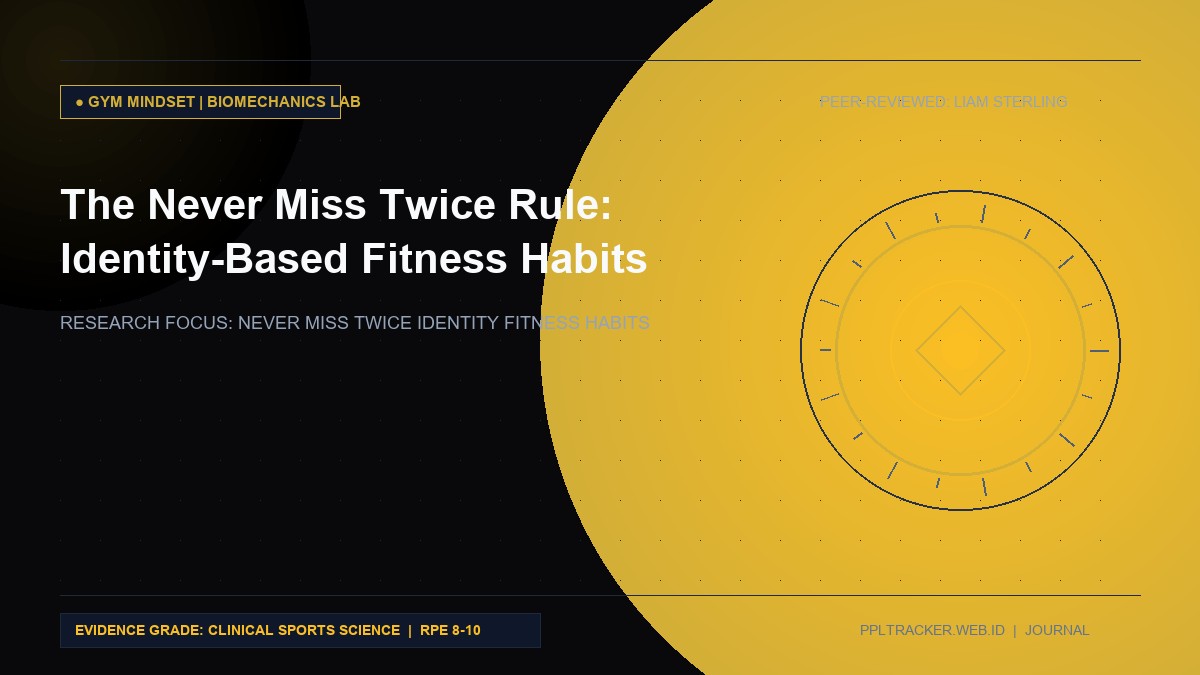 ● GYM MINDSET | BIOMECHANICS LAB
PEER-REVIEWED: LIAM STERLING
The Never Miss Twice Rule:
Identity-Based Fitness Habits
RESEARCH FOCUS: NEVER MISS TWICE IDENTITY FITNESS HABITS
EVIDENCE GRADE: CLINICAL SPORTS SCIENCE | RPE 8-10
PPLTRACKER.WEB.ID | JOURNAL